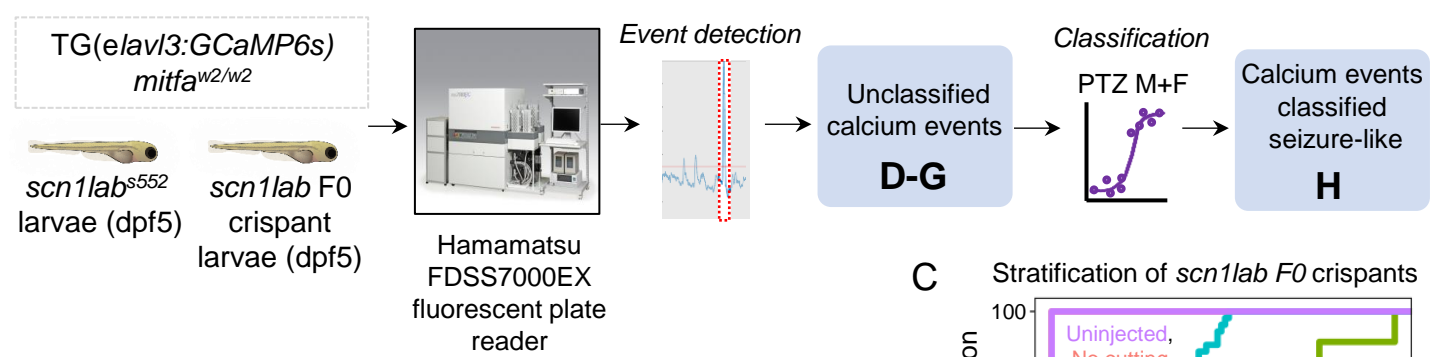 TG(elavl3:GCaMP6s)
mitfa^w2/w2
scn1lab^s552
larvae (dpf5)
scn1lab F0
crispant
larvae (dpf5)
Hamamatsu
FDSS7000EX
fluorescent plate
reader
Event detection
Unclassified
calcium events
D-G
Classification
PTZ M+F
Calcium events
classified
seizure-like
H
C
Stratification of scn1lab F0 crispants
100
Uninjected,
No cutting